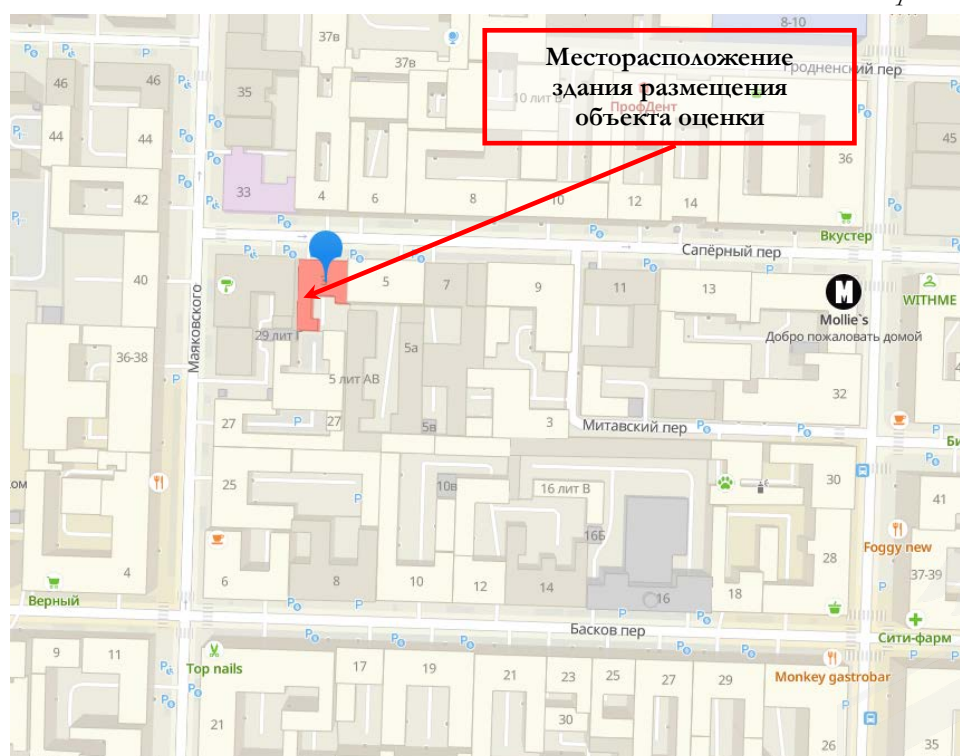 8-10
37в
37в
Месторасположение
здания размещения
объекта оценки
Гродненский пер
10 лит В
ПрофДент
46
46
35
44
44
45
36
33
4
6
8
10
12
14
42
Вкустер
Сапёрный пер
40
3
5
7
9
11
13
WITHME
Mollie`s
Добро пожаловать домой
Маяковского
29 лит Г
36-38
5а
5 лит АВ
32
27
27
5в
3
Митавский пер
25
10в
16 лит В
30
41
16Б
Foggy new
28
4
6
8
10
12
14
16
18
37-39
Верный
Басков пер
Сити-фарм
9
11
Top nails
17
19
21
23
25
27
29
Monkey gastrobar
21
30
26
35